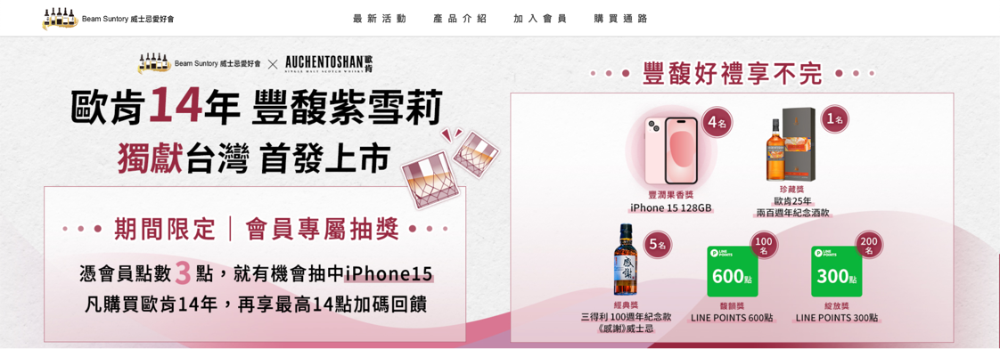 Beam Suntory 威士忌愛好會
最新活動 產品介紹 加入會員 購買通路
Beam Suntory 威士忌愛好會 × AUCHENTOSHAN 歐肯
SINGLE MALT SCOTCH WHISKY
歐肯14年 豐馥紫雪莉
獨獻台灣 首發上市
期間限定｜會員專屬抽獎
憑會員點數3點，就有機會抽中iPhone15
凡購買歐肯14年，再享最高14點加碼回饋
豐馥好禮享不完
4名
豐潤果香獎
iPhone 15 128GB
1名
珍藏獎
歐肯25年
兩百週年紀念酒款
5名
感謝
經典獎
三得利 100週年紀念款
《感謝》威士忌
100名
LINE POINTS
600點
馥韻獎
LINE POINTS 600點
200名
LINE POINTS
300點
綻放獎
LINE POINTS 300點